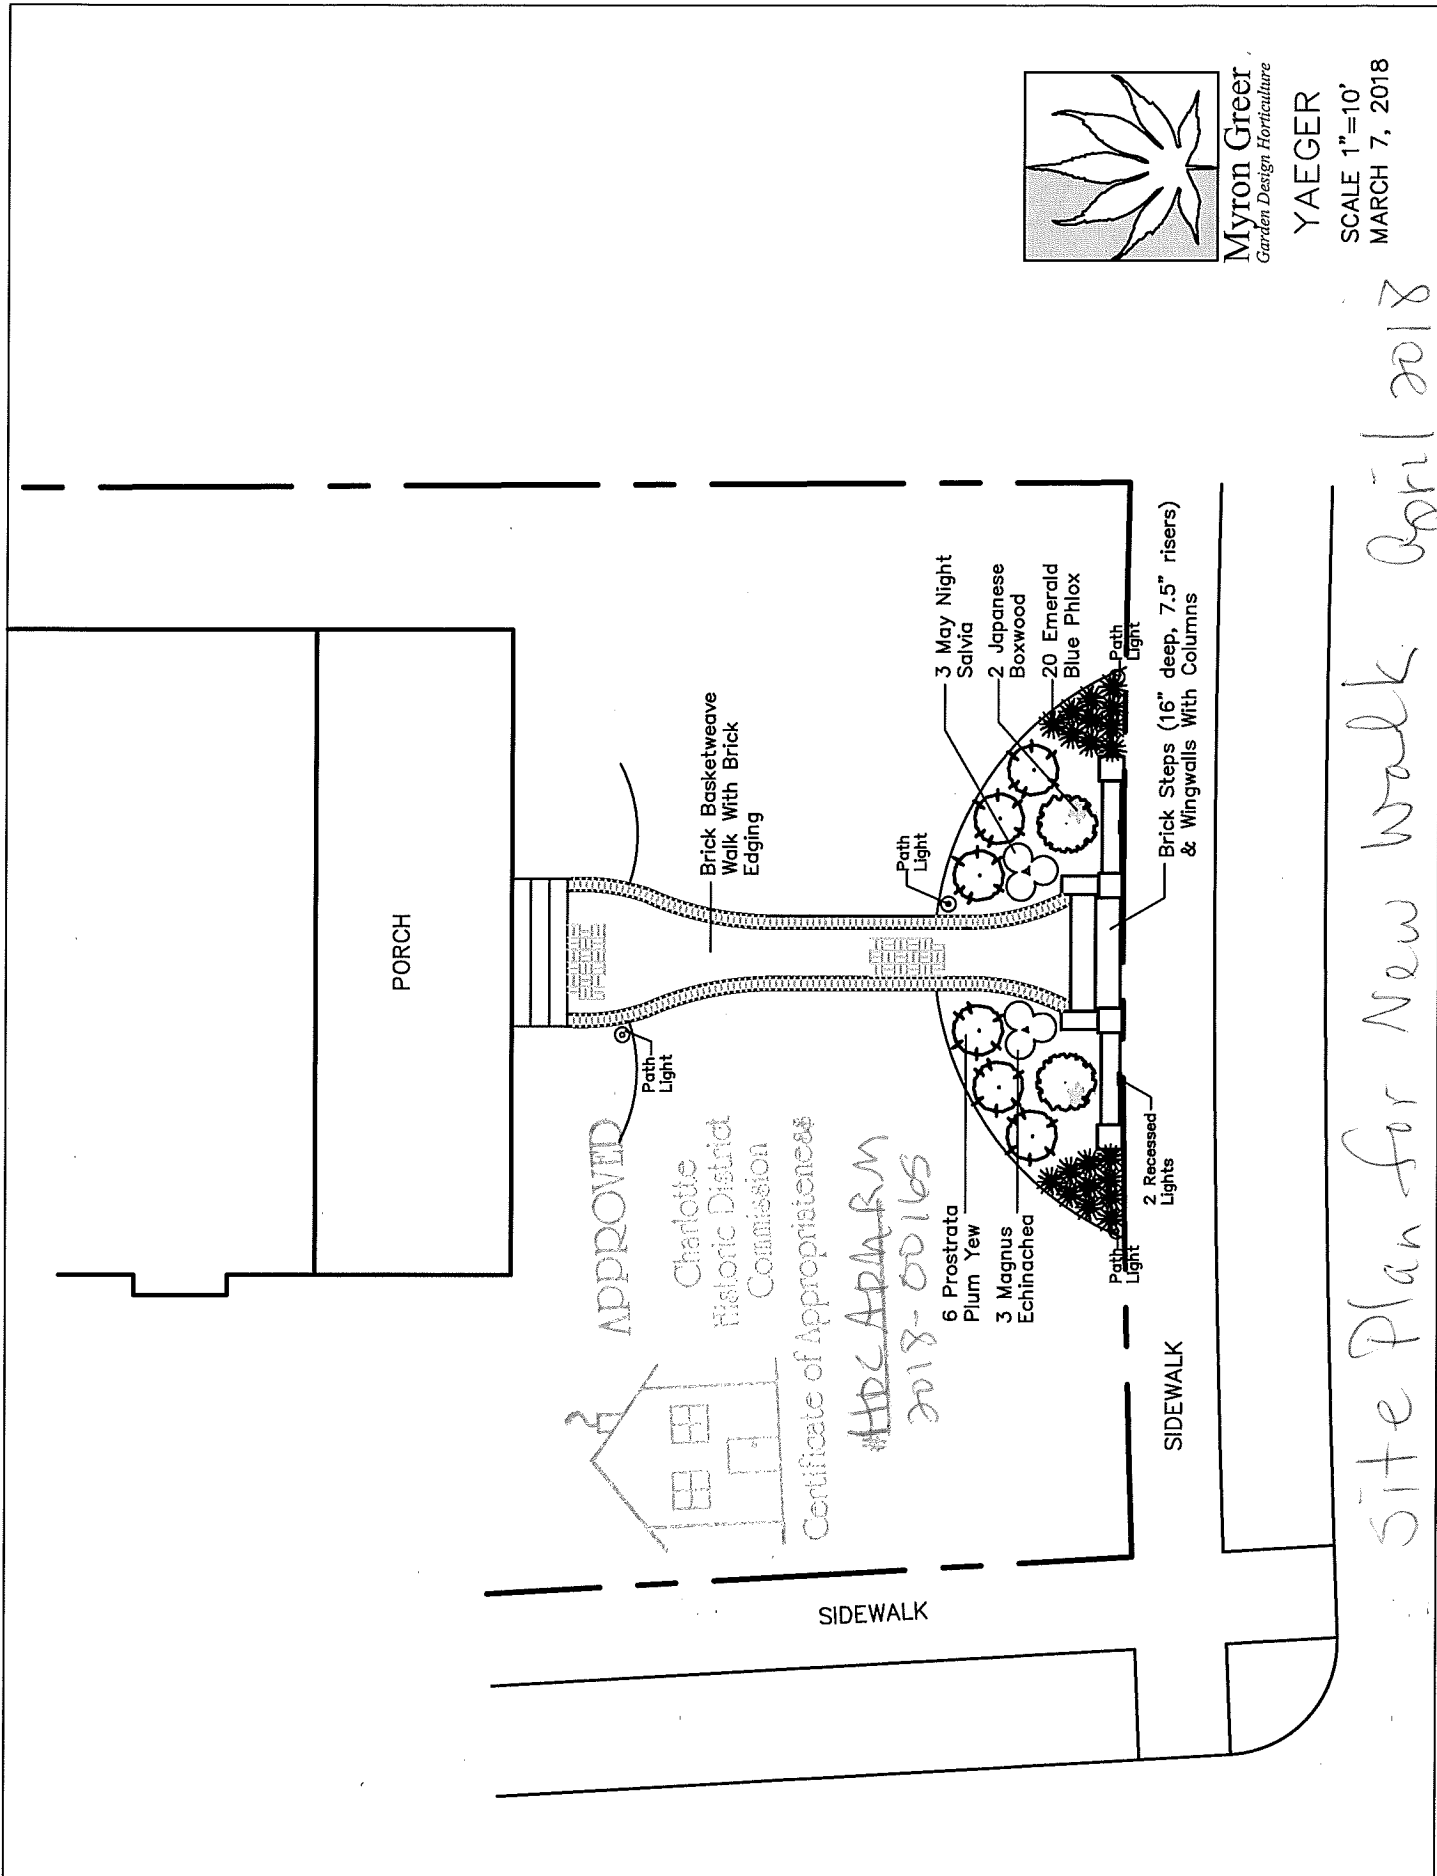 PORCH
Brick Basketweave
Walk With Brick
Edging
Path
Light
APPROVED
Charlotte
Historic District
Commission
Certificate of Appropriateness
#HDCADMRM
2018-00165
Path
Light
3 May Night
Salvia
2 Japanese
Boxwood
20 Emerald
Blue Phlox
6 Prostrata
Plum Yew
3 Magnus
Echinached
Path
Light
Path
Light
2 Recessed
Lights
Brick Steps (16" deep, 7.5" risers)
& Wingwalls With Columns
SIDEWALK
SIDEWALK
Myron Greer
Garden Design Horticulture
YAEGER
SCALE 1"=10'
MARCH 7, 2018
Site Plan for New Walk April 2018